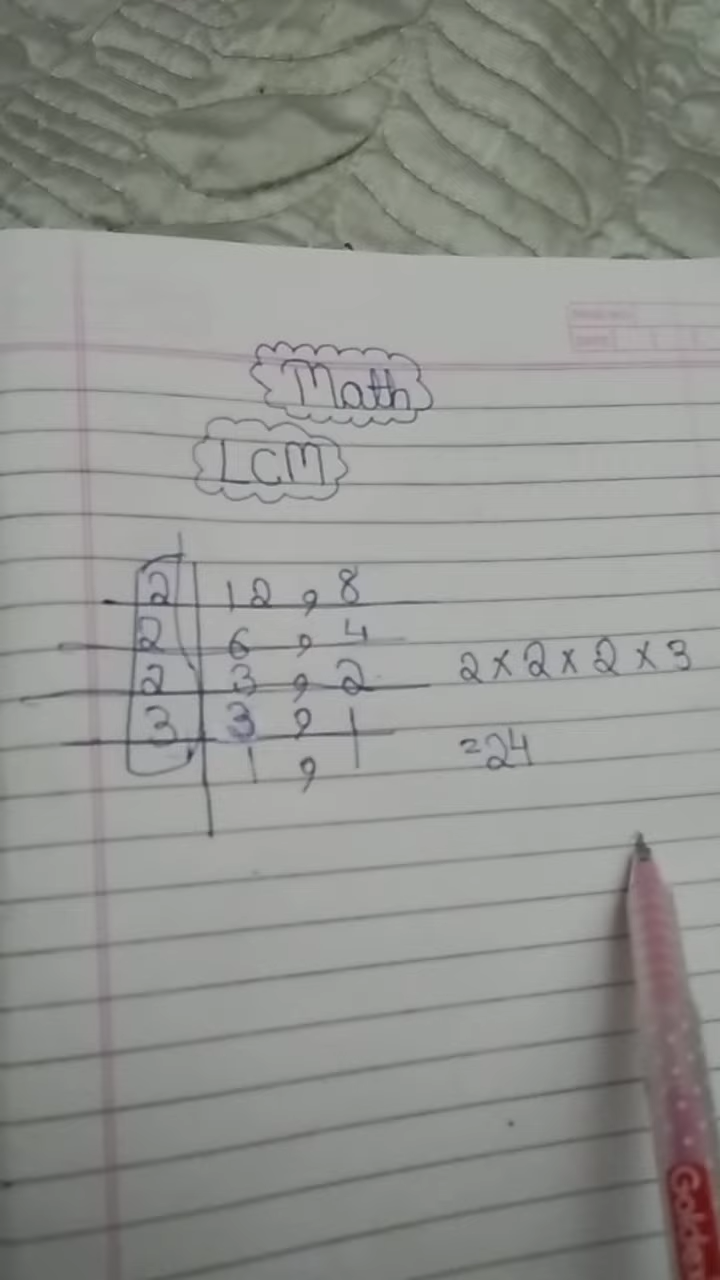 Math
LCM
2 | 12 , 8
2 | 6 , 4
2 | 3 , 2
3 | 3 , 1
1 , 1
2 × 2 × 2 × 3
= 24
Golden